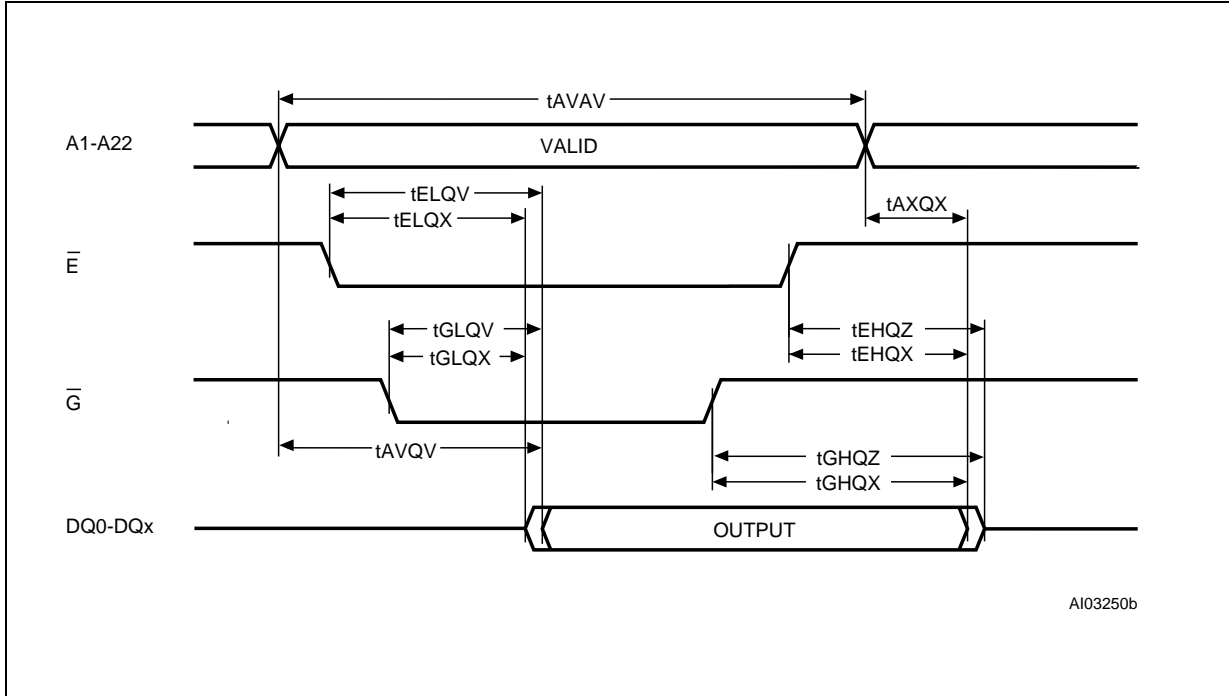 tAVAV
A1-A22
VALID
tELQV
tELQX
tAXQX
E̅
tGLQV
tGLQX
tEHQZ
tEHQX
G̅
tAVQV
tGHQZ
tGHQX
DQ0-DQx
OUTPUT
AI03250b